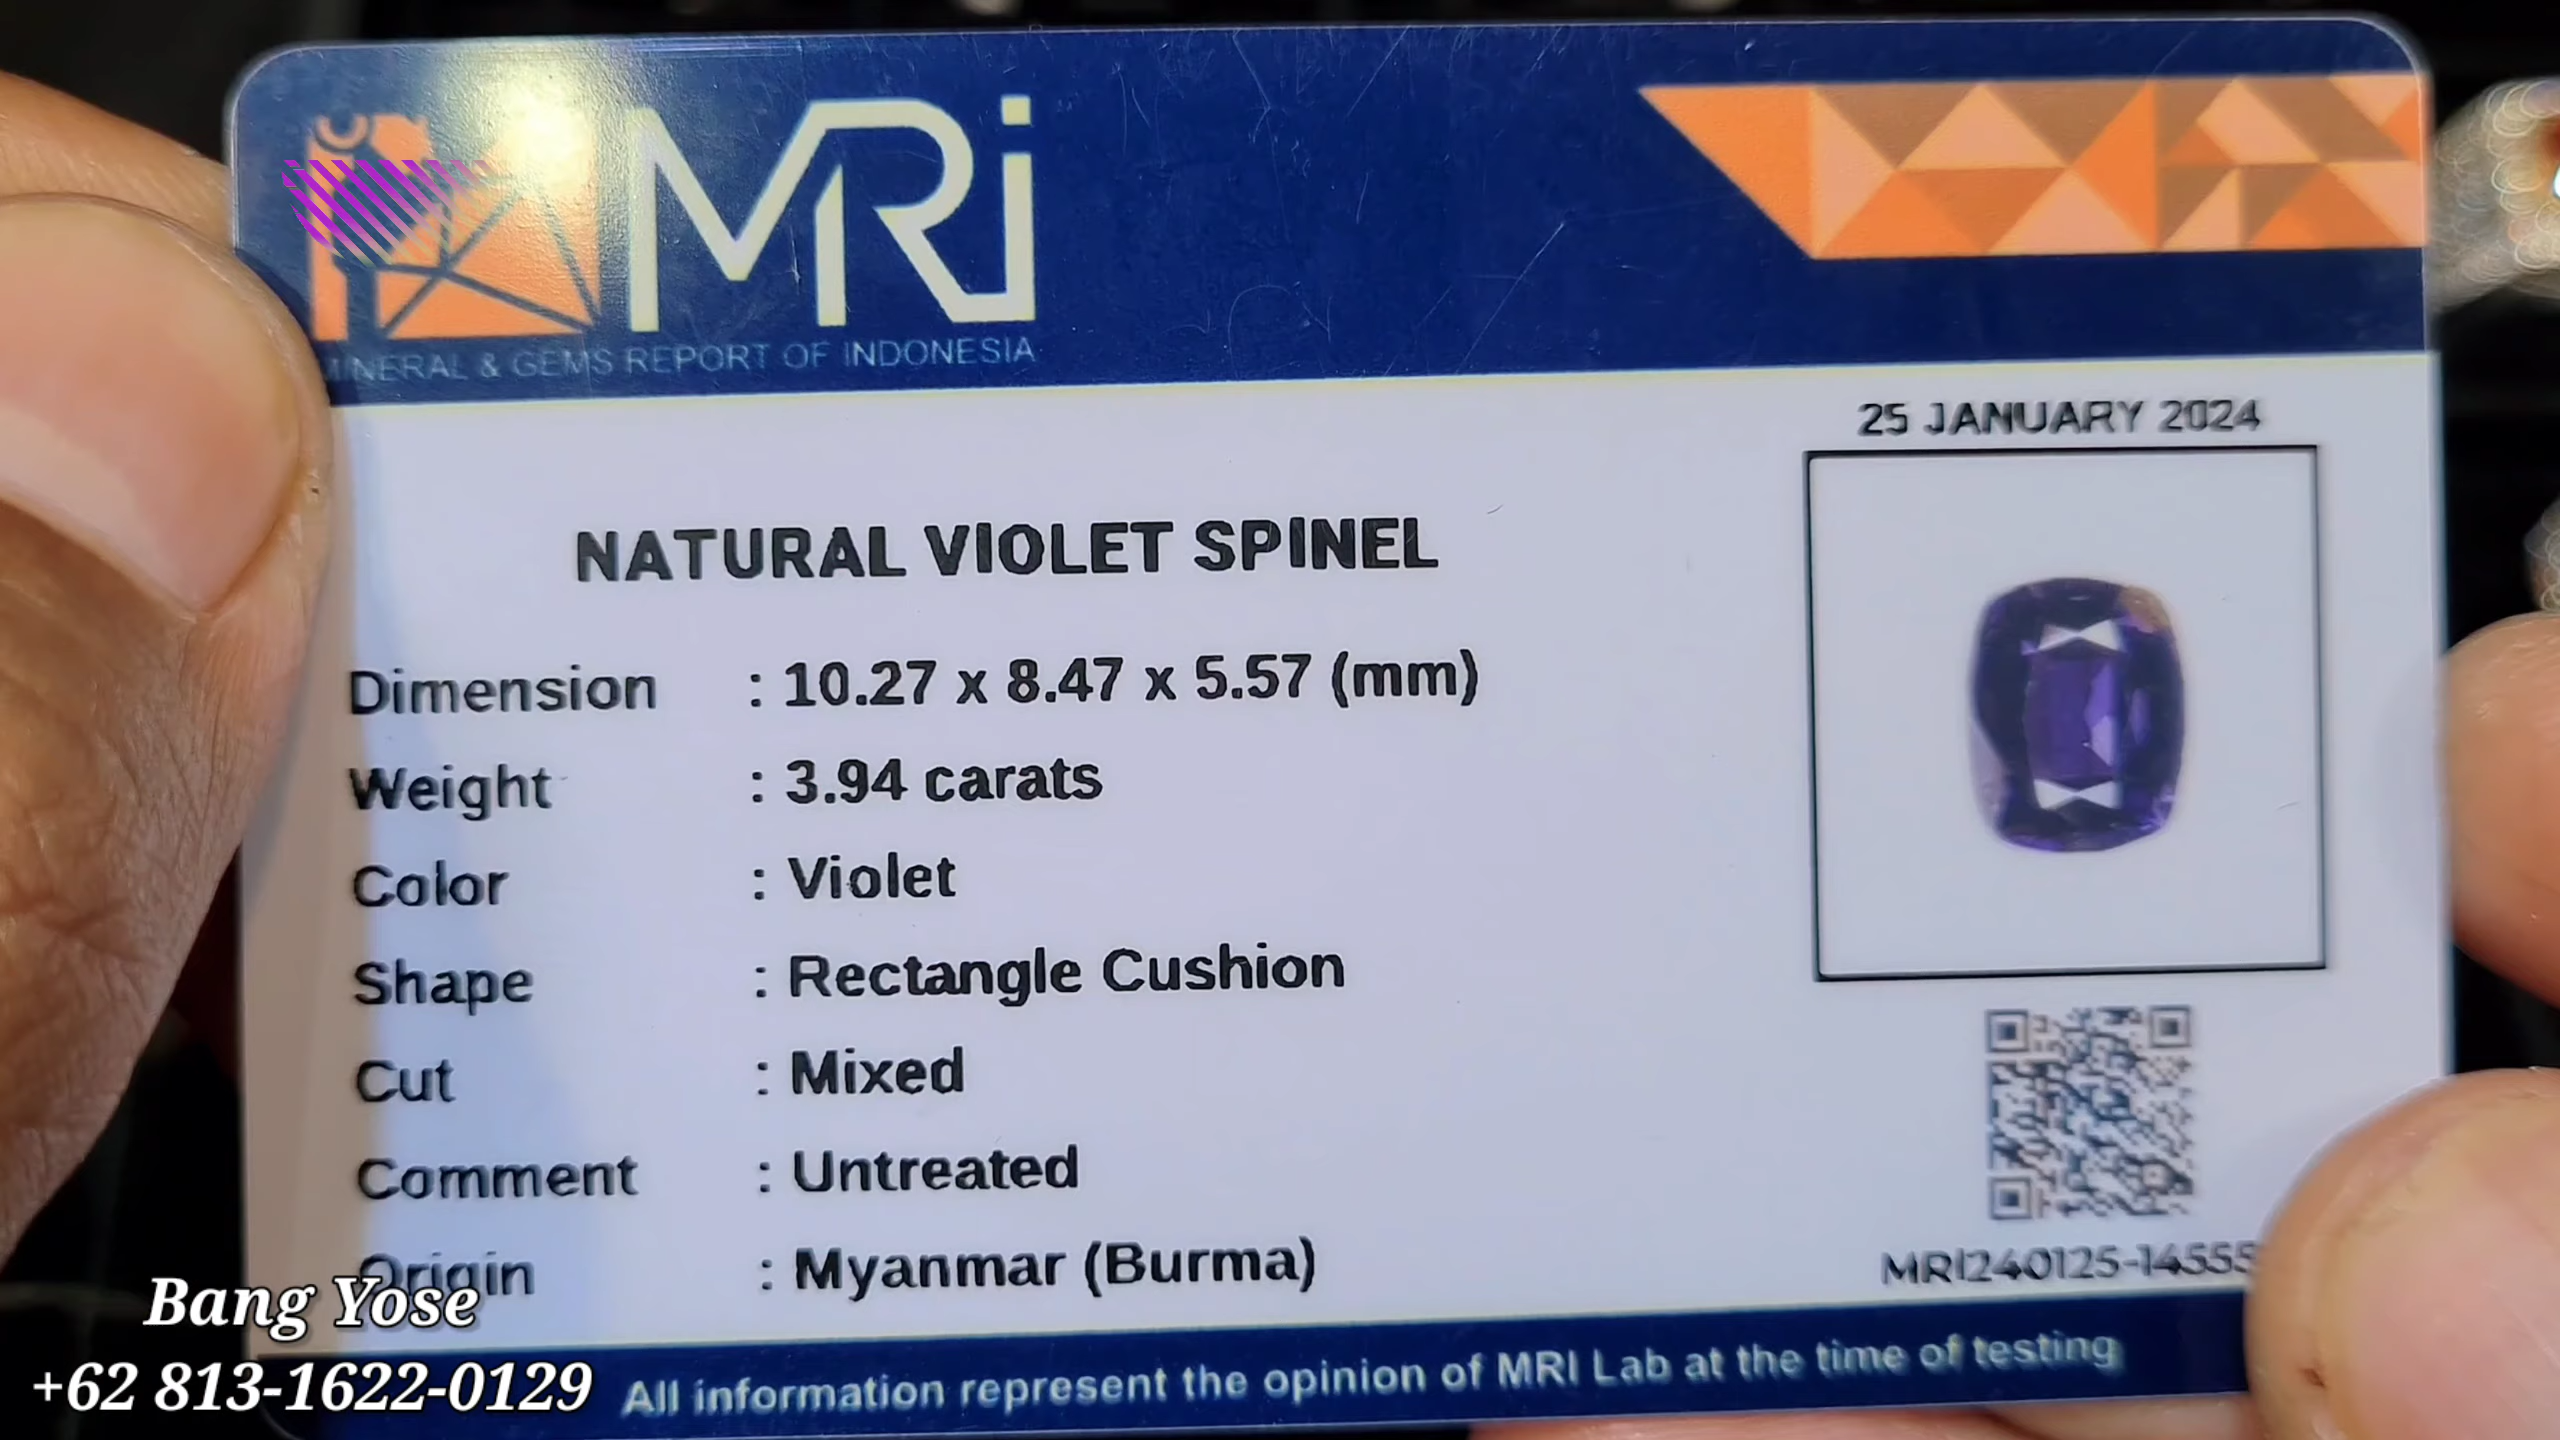 MRi
MINERAL & GEMS REPORT OF INDONESIA
25 JANUARY 2024
NATURAL VIOLET SPINEL
Dimension : 10.27 x 8.47 x 5.57 (mm)
Weight : 3.94 carats
Color : Violet
Shape : Rectangle Cushion
Cut : Mixed
Comment : Untreated
Origin : Myanmar (Burma)
MRI240125-14555
Bang Yose
+62 813-1622-0129
All information represent the opinion of MRI Lab at the time of testing